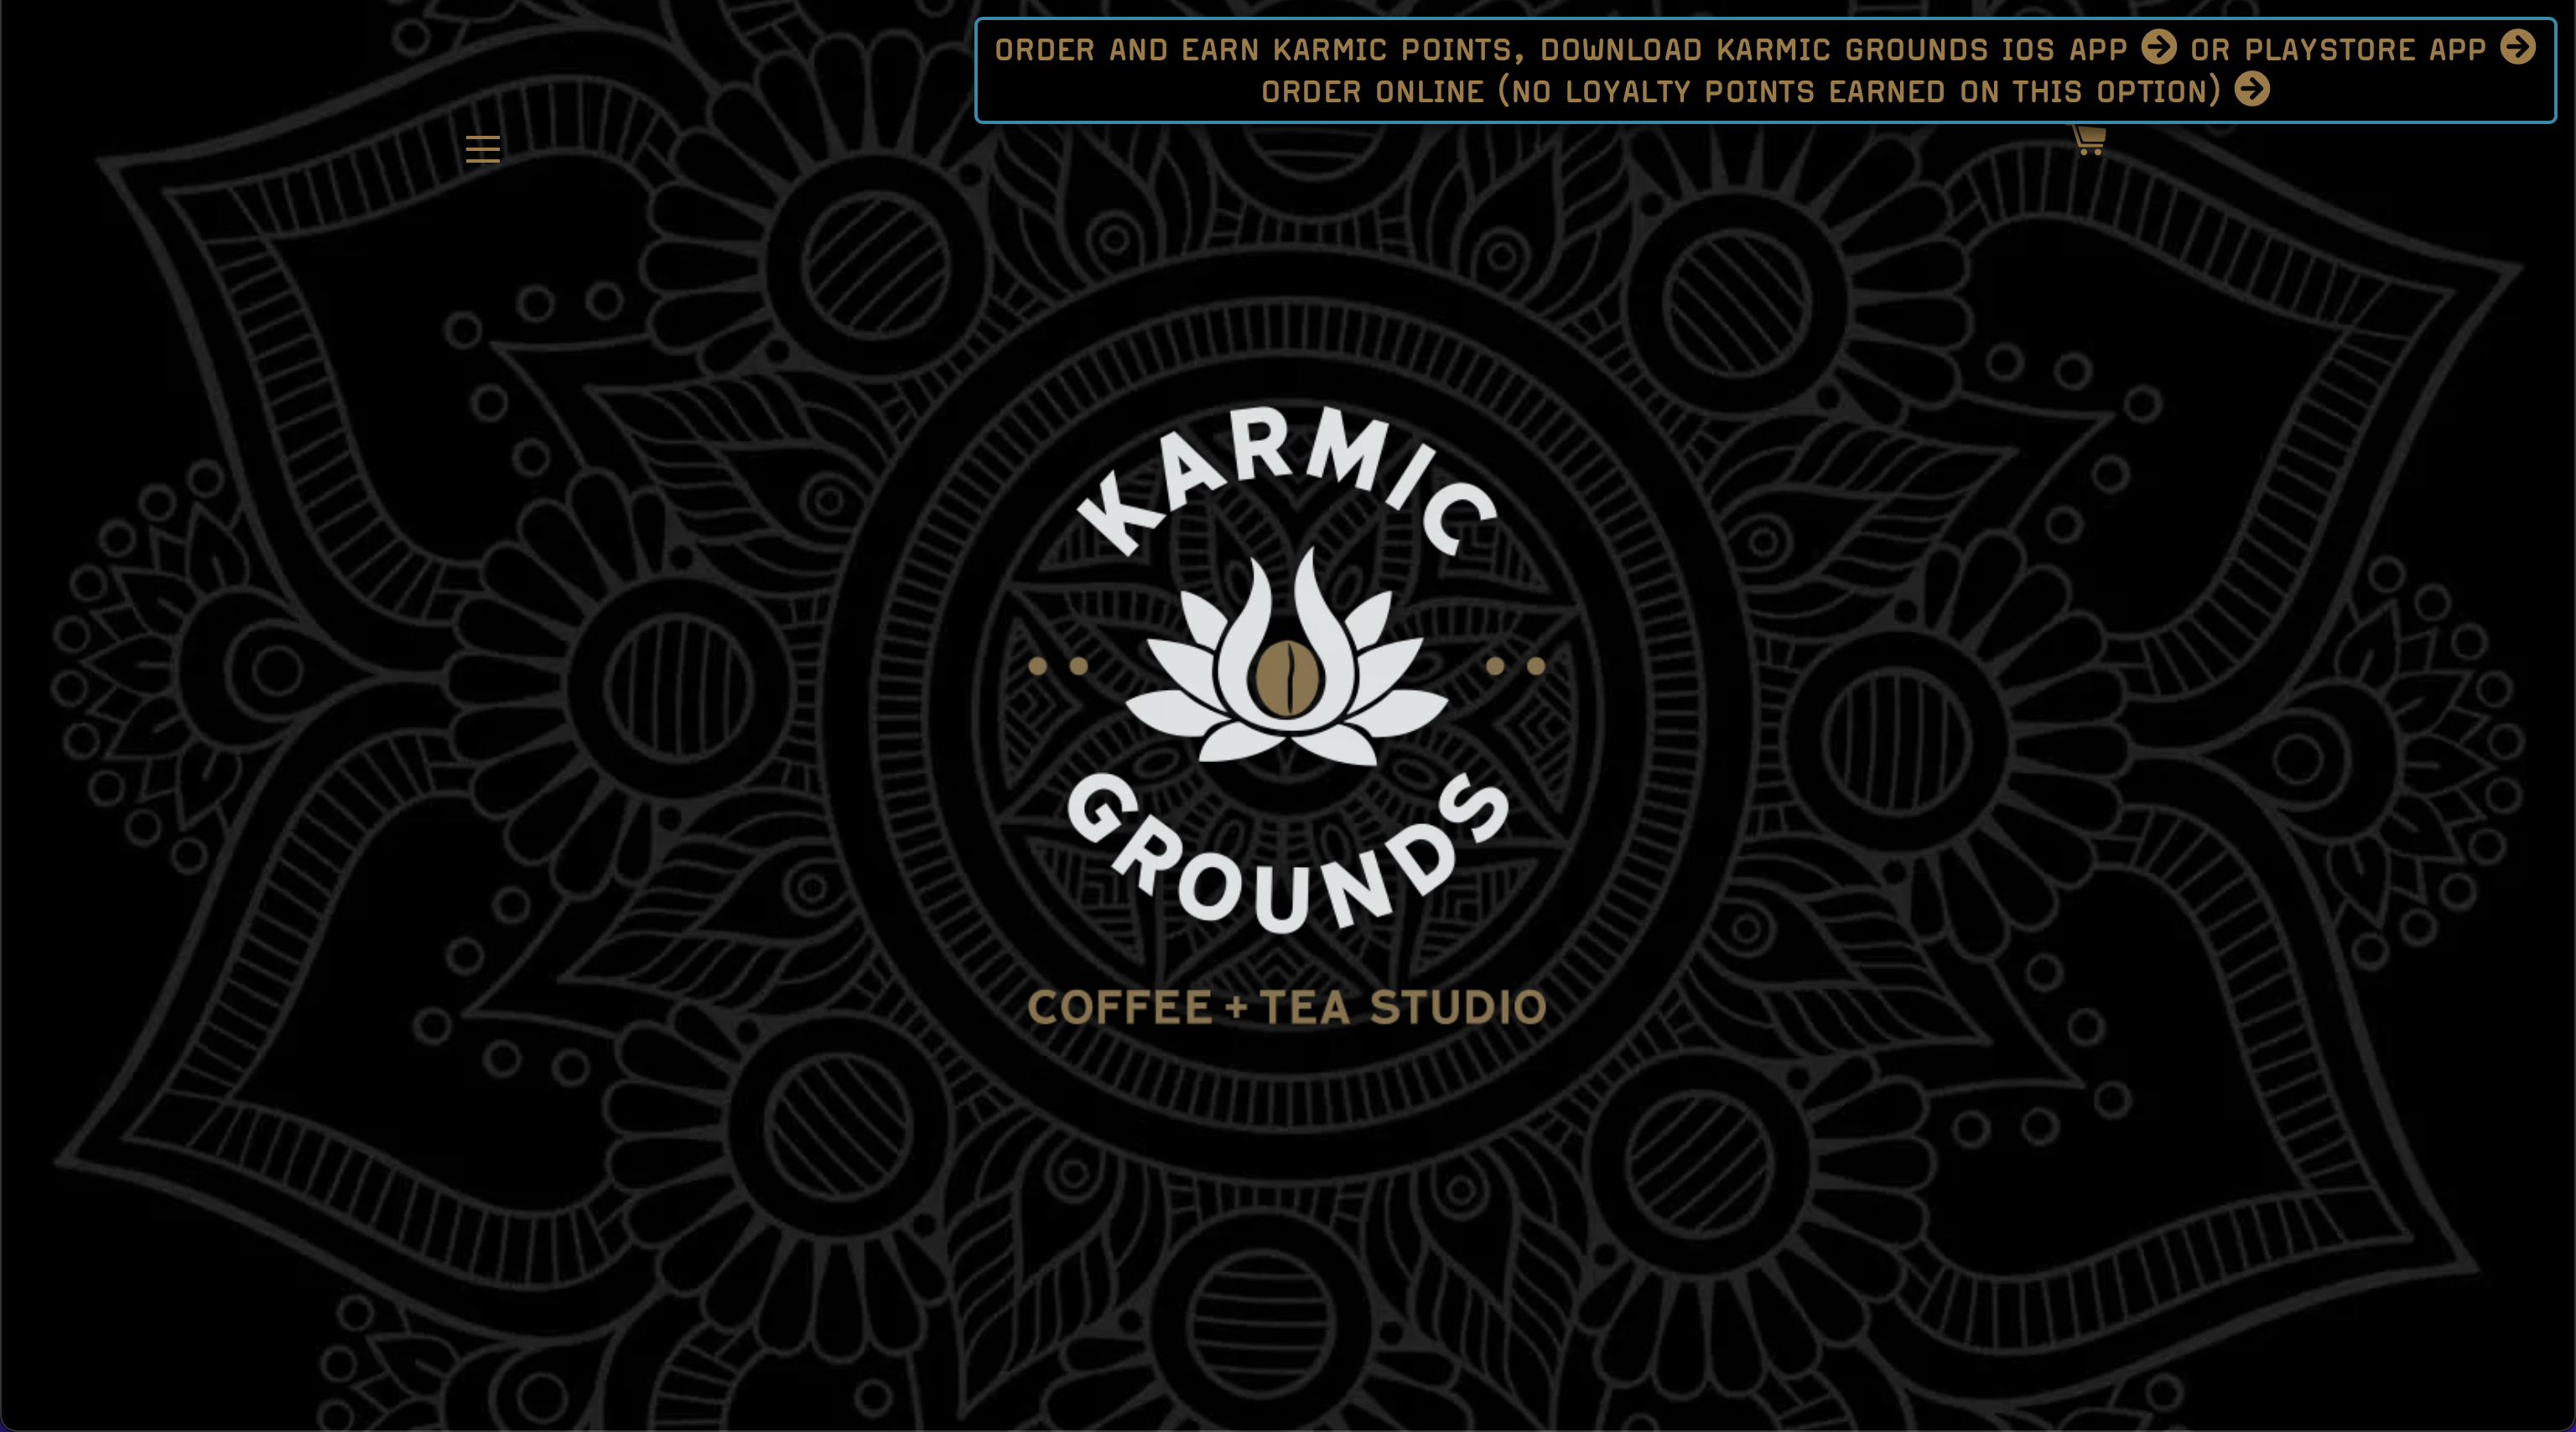 ORDER AND EARN KARMIC POINTS, DOWNLOAD KARMIC GROUNDS IOS APP OR PLAYSTORE APP
ORDER ONLINE (NO LOYALTY POINTS EARNED ON THIS OPTION)
KARMIC
GROUNDS
COFFEE + TEA STUDIO